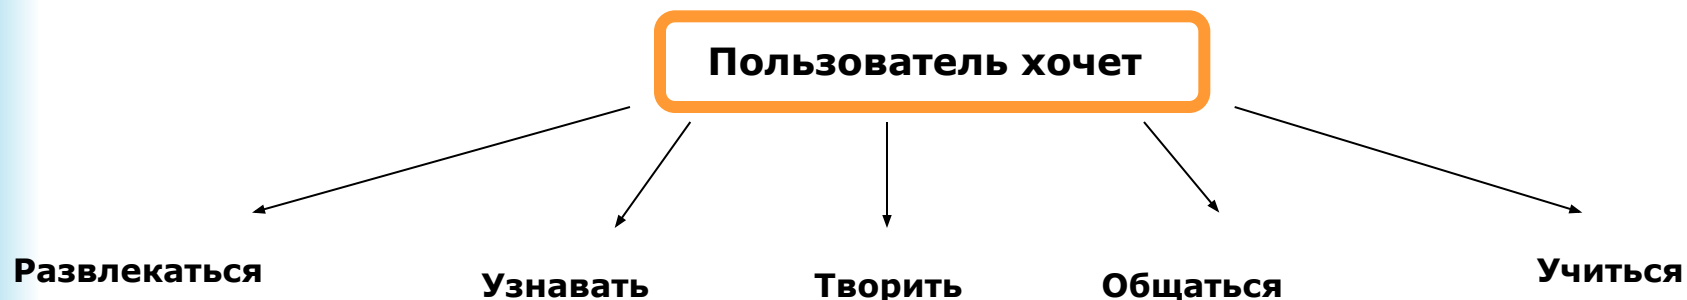 Пользователь хочет
Развлекаться
Узнавать
Творить
Общаться
Учиться